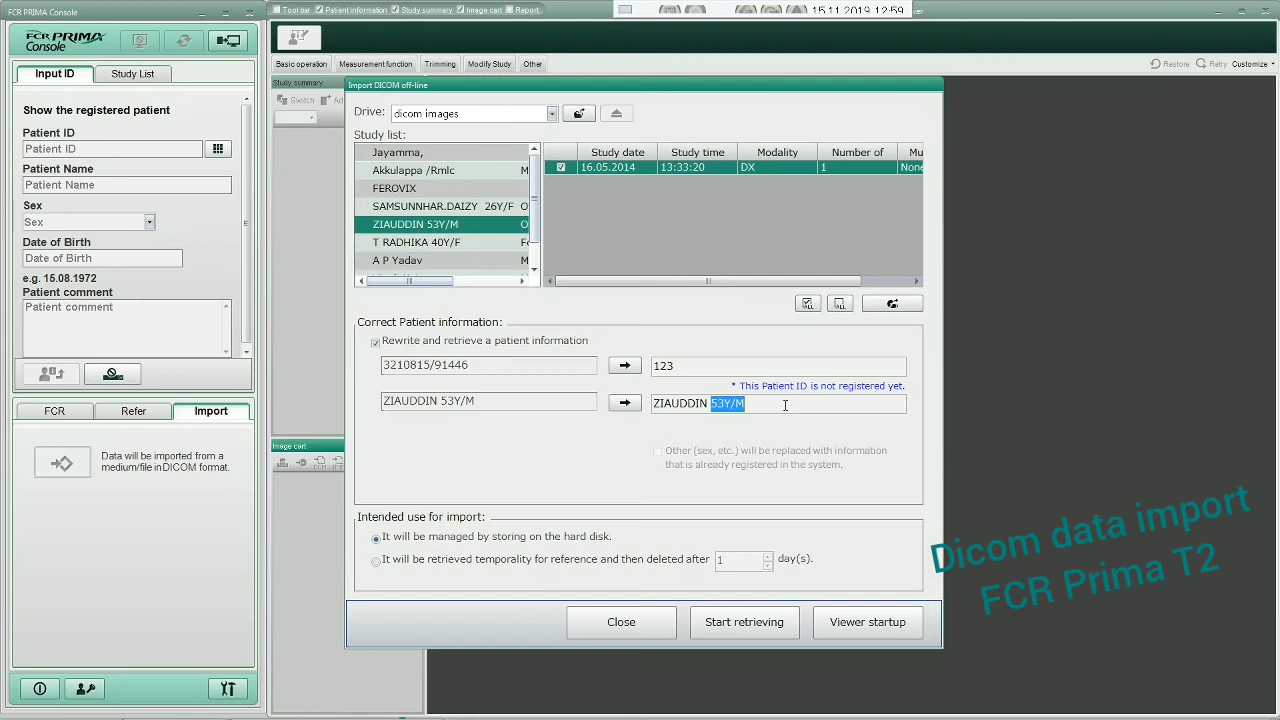 FCR PRIMA Console
Tool bar Patient information Study summary Image cart Report
15.11.2019 12:59
FCR PRIMA
Console
Input ID Study List
Show the registered patient
Patient ID
Patient ID
Patient Name
Patient Name
Sex
Sex
Date of Birth
Date of Birth
e.g. 15.08.1972
Patient comment
Patient comment
FCR Refer Import
Data will be imported from a
medium/file in DICOM format.
Basic operation Measurement function Trimming Modify Study Other
Restore Retry Customize
Study summary
Switch Ad
Image cart
Import DICOM off-line
Drive: dicom images
Study list:
Jayamma,
Akkulappa /Rmlc M
FEROVIX
SAMSUNNHAR.DAIZY 26Y/F O
ZIAUDDIN 53Y/M O
T RADHIKA 40Y/F Fe
A P Yadav M
Study date Study time Modality Number of Mu
16.05.2014 13:33:20 DX 1 None
ALL ALL
Correct Patient information:
Rewrite and retrieve a patient information
3210815/91446 123
* This Patient ID is not registered yet.
ZIAUDDIN 53Y/M ZIAUDDIN 53Y/M
Other (sex, etc.) will be replaced with information
that is already registered in the system.
Intended use for import:
It will be managed by storing on the hard disk.
It will be retrieved temporality for reference and then deleted after 1 day(s).
Close Start retrieving Viewer startup
Dicom data import
FCR Prima T2